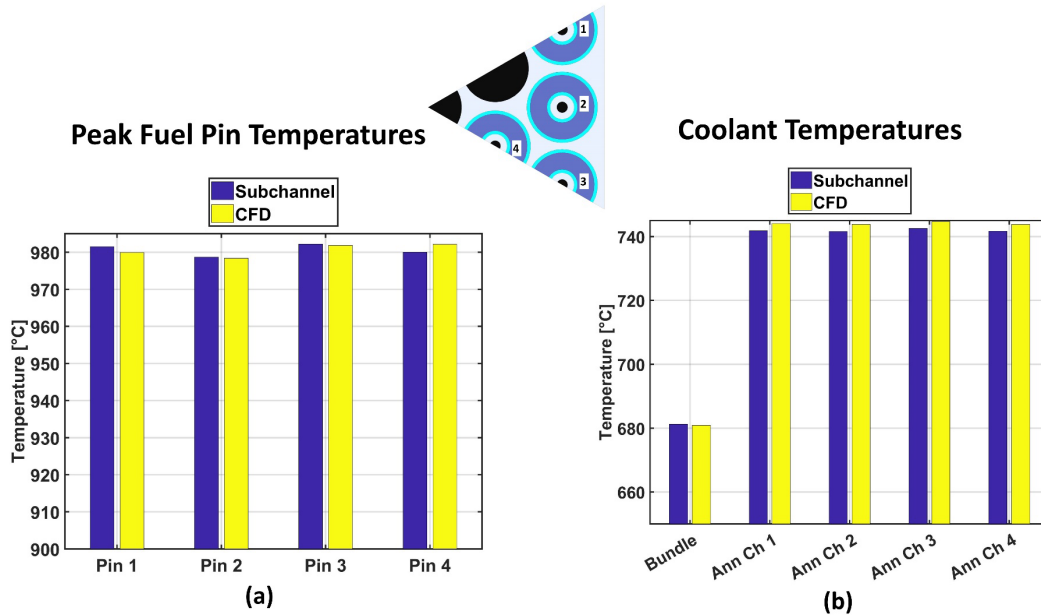 1
2
3
4
Peak Fuel Pin Temperatures
Coolant Temperatures
Subchannel
CFD
Temperature [°C]
980
970
960
950
940
930
920
910
900
Pin 1 Pin 2 Pin 3 Pin 4
(a)
Subchannel
CFD
Temperature [°C]
740
720
700
680
660
Bundle Ann Ch 1 Ann Ch 2 Ann Ch 3 Ann Ch 4
(b)